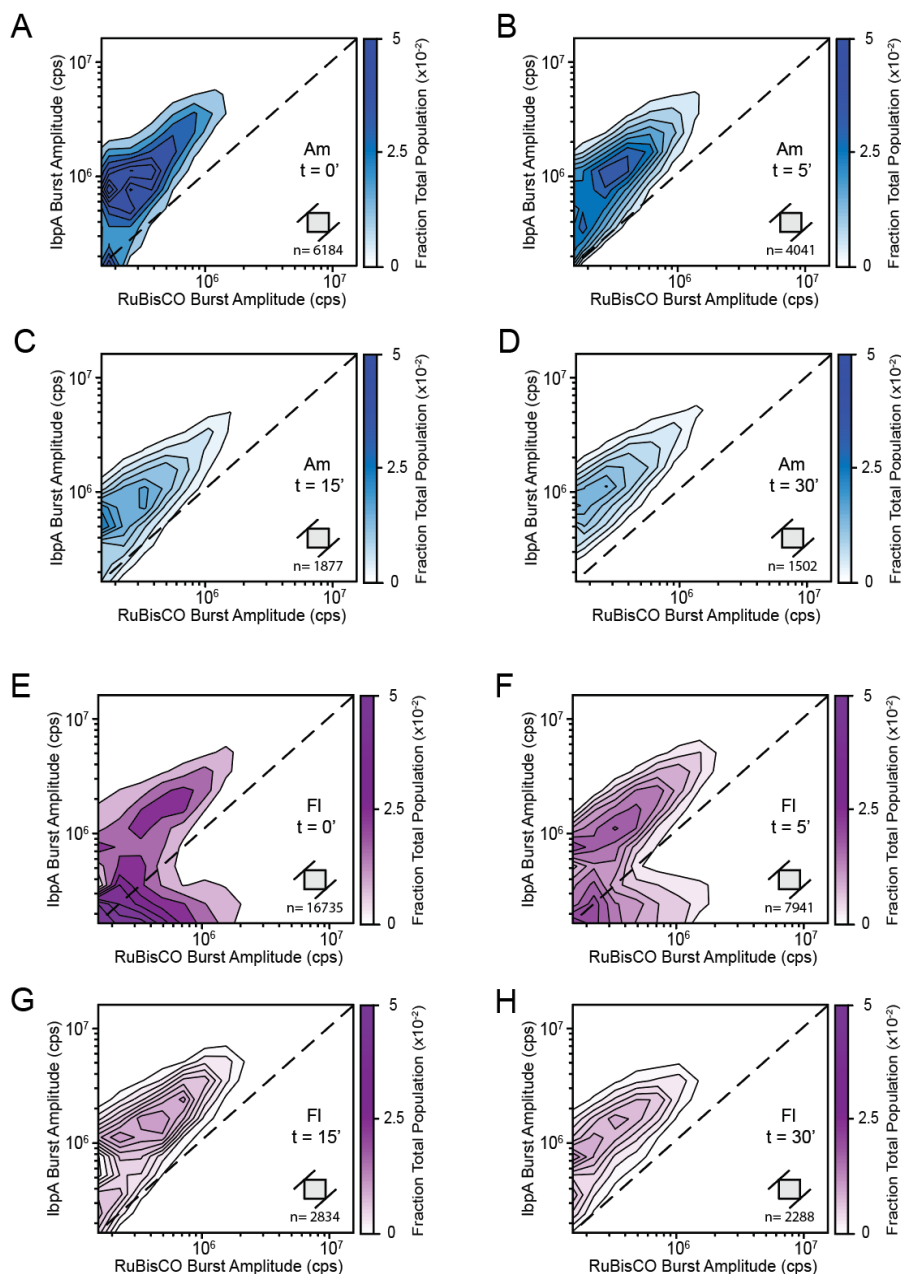 A
IbpA Burst Amplitude (cps)
10⁷
10⁶
Am
t = 0'
n= 6184
10⁶
10⁷
RuBisCO Burst Amplitude (cps)
5
2.5
0
Fraction Total Population (x10⁻²)
B
IbpA Burst Amplitude (cps)
10⁷
10⁶
Am
t = 5'
n= 4041
10⁶
10⁷
RuBisCO Burst Amplitude (cps)
5
2.5
0
Fraction Total Population (x10⁻²)
C
IbpA Burst Amplitude (cps)
10⁷
10⁶
Am
t = 15'
n= 1877
10⁶
10⁷
RuBisCO Burst Amplitude (cps)
5
2.5
0
Fraction Total Population (x10⁻²)
D
IbpA Burst Amplitude (cps)
10⁷
10⁶
Am
t = 30'
n= 1502
10⁶
10⁷
RuBisCO Burst Amplitude (cps)
5
2.5
0
Fraction Total Population (x10⁻²)
E
IbpA Burst Amplitude (cps)
10⁷
10⁶
Fl
t = 0'
n= 16735
10⁶
10⁷
RuBisCO Burst Amplitude (cps)
5
2.5
0
Fraction Total Population (x10⁻²)
F
IbpA Burst Amplitude (cps)
10⁷
10⁶
Fl
t = 5'
n= 7941
10⁶
10⁷
RuBisCO Burst Amplitude (cps)
5
2.5
0
Fraction Total Population (x10⁻²)
G
IbpA Burst Amplitude (cps)
10⁷
10⁶
Fl
t = 15'
n= 2834
10⁶
10⁷
RuBisCO Burst Amplitude (cps)
5
2.5
0
Fraction Total Population (x10⁻²)
H
IbpA Burst Amplitude (cps)
10⁷
10⁶
Fl
t = 30'
n= 2288
10⁶
10⁷
RuBisCO Burst Amplitude (cps)
5
2.5
0
Fraction Total Population (x10⁻²)